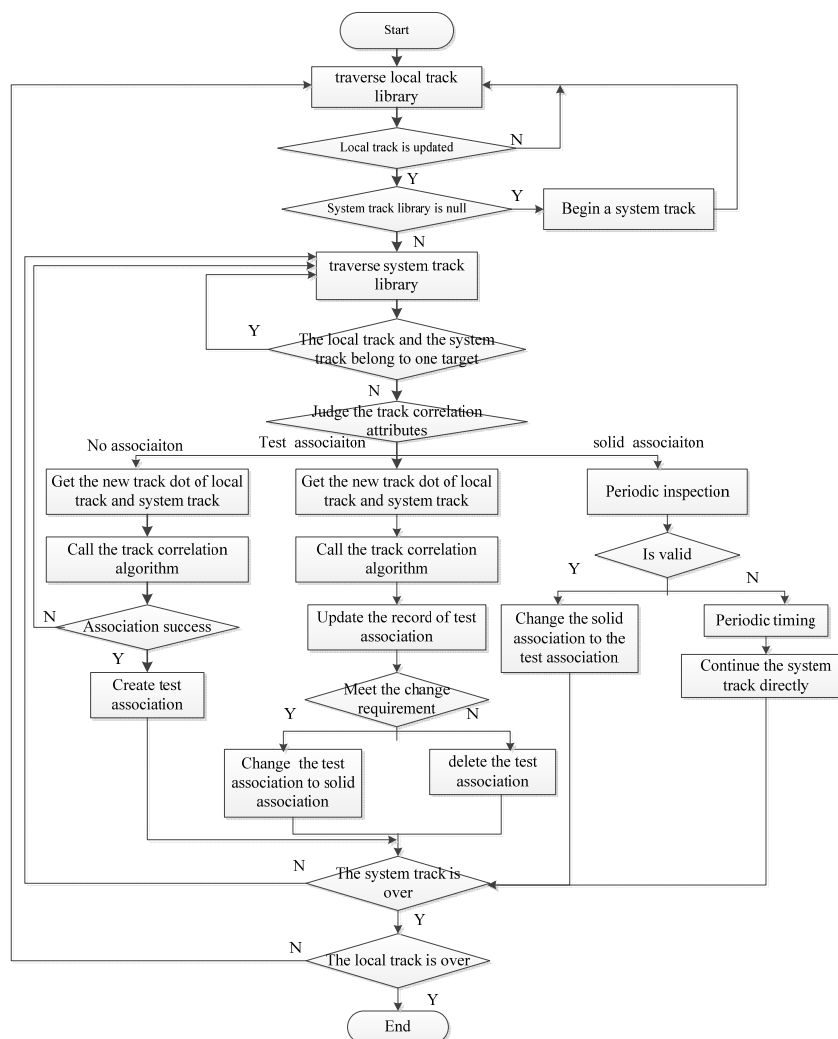 Start
traverse local track
library
Local track is updated
N
Y
System track library is null
Y
Begin a system track
N
traverse system track
library
Y
The local track and the system
track belong to one target
N
Judge the track correlation
attributes
No associaiton
Test associaiton
solid associaiton
Get the new track dot of local
track and system track
Get the new track dot of local
track and system track
Periodic inspection
Call the track correlation
algorithm
Call the track correlation
algorithm
Is valid
Y
N
N
Association success
Update the record of test
association
Change the solid
association to the
test association
Periodic timing
Y
Create test
association
Continue the system
track directly
Meet the change
requirement
Y
N
Change the test
association to solid
association
delete the test
association
N
The system track is
over
Y
N
The local track is over
Y
End